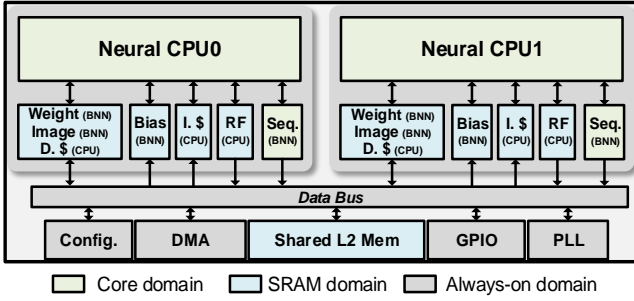 Neural CPU0
Neural CPU1
Weight (BNN)
Image (BNN)
D. $ (CPU)
Bias
(BNN)
I. $
(CPU)
RF
(CPU)
Seq.
(BNN)
Weight (BNN)
Image (BNN)
D. $ (CPU)
Bias
(BNN)
I. $
(CPU)
RF
(CPU)
Seq.
(BNN)
Data Bus
Config.
DMA
Shared L2 Mem
GPIO
PLL
Core domain
SRAM domain
Always-on domain